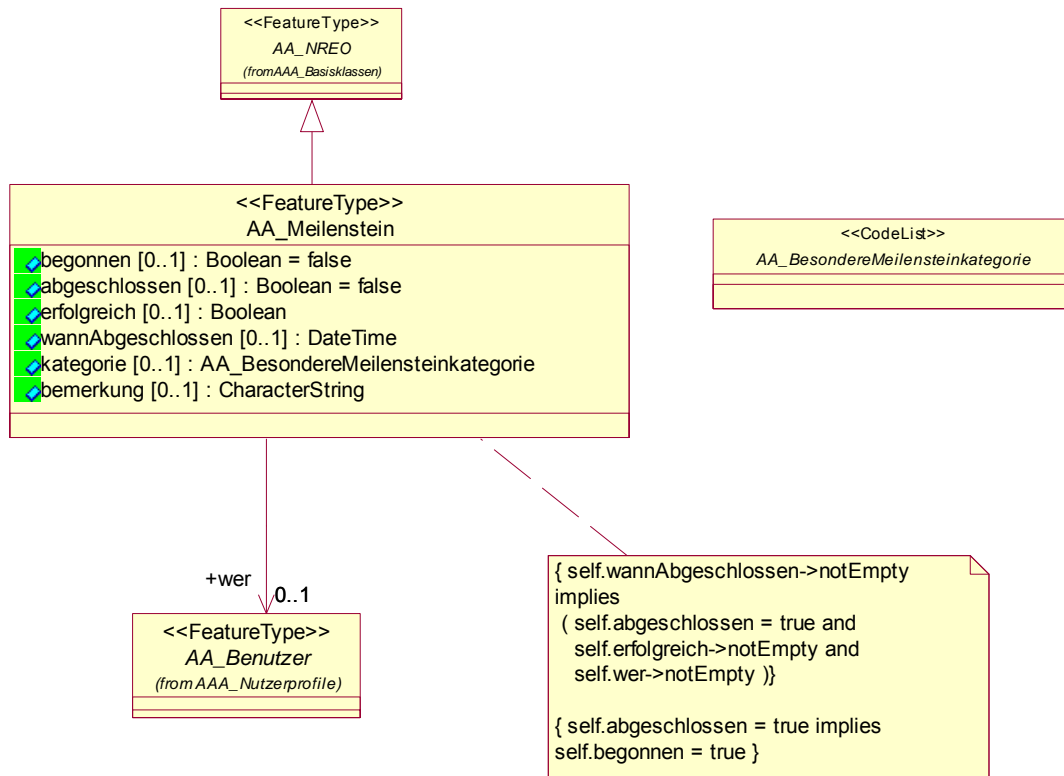 <<FeatureType>>
AA_NREO
(fromAAA_Basisklassen)
<<FeatureType>>
AA_Meilenstein
begonnen [0..1] : Boolean = false
abgeschlossen [0..1] : Boolean = false
erfolgreich [0..1] : Boolean
wannAbgeschlossen [0..1] : DateTime
kategorie [0..1] : AA_BesondereMeilensteinkategorie
bemerkung [0..1] : CharacterString
<<CodeList>>
AA_BesondereMeilensteinkategorie
+wer
0..1
<<FeatureType>>
AA_Benutzer
(from AAA_Nutzerprofile)
{ self.wannAbgeschlossen->notEmpty
implies
( self.abgeschlossen = true and
self.erfolgreich->notEmpty and
self.wer->notEmpty )}
{ self.abgeschlossen = true implies
self.begonnen = true }